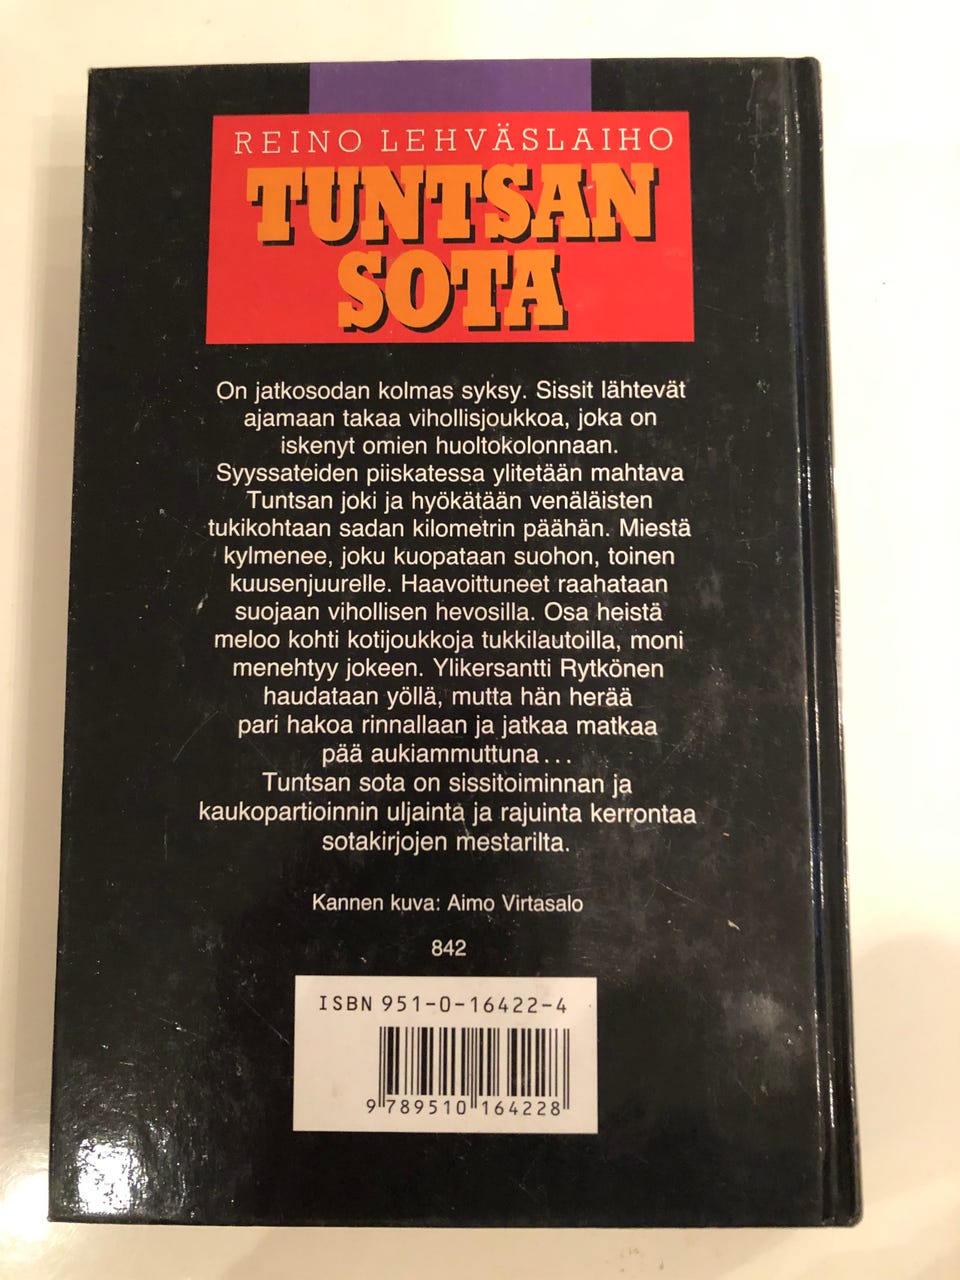 REINO LEHVÄSLAIHO
TUNTSAN
SOTA
On jatkosodan kolmas syksy. Sissit lähtevät
ajamaan takaa vihollisjoukkoa, joka on
iskenyt omien huoltokolonnaan.
Syyssateiden piiskatessa ylitetään mahtava
Tuntsan joki ja hyökätään venäläisten
tukikohtaan sadan kilometrin päähän. Miestä
kylmenee, joku kuopataan suohon, toinen
kuusenjuurelle. Haavoittuneet raahataan
suojaan vihollisen hevosilla. Osa heistä
meloo kohti kotijoukkoja tukkilautoilla, moni
menehtyy jokeen. Ylikersantti Rytkönen
haudataan yöllä, mutta hän herää
pari hakoa rinnallaan ja jatkaa matkaa
pää aukiammuttuna...
Tuntsan sota on sissitoiminnan ja
kaukopartioinnin uljainta ja rajuinta kerrontaa
sotakirjojen mestarilta.
Kannen kuva: Aimo Virtasalo
842
ISBN 951-0-16422-4
9 789510 164228